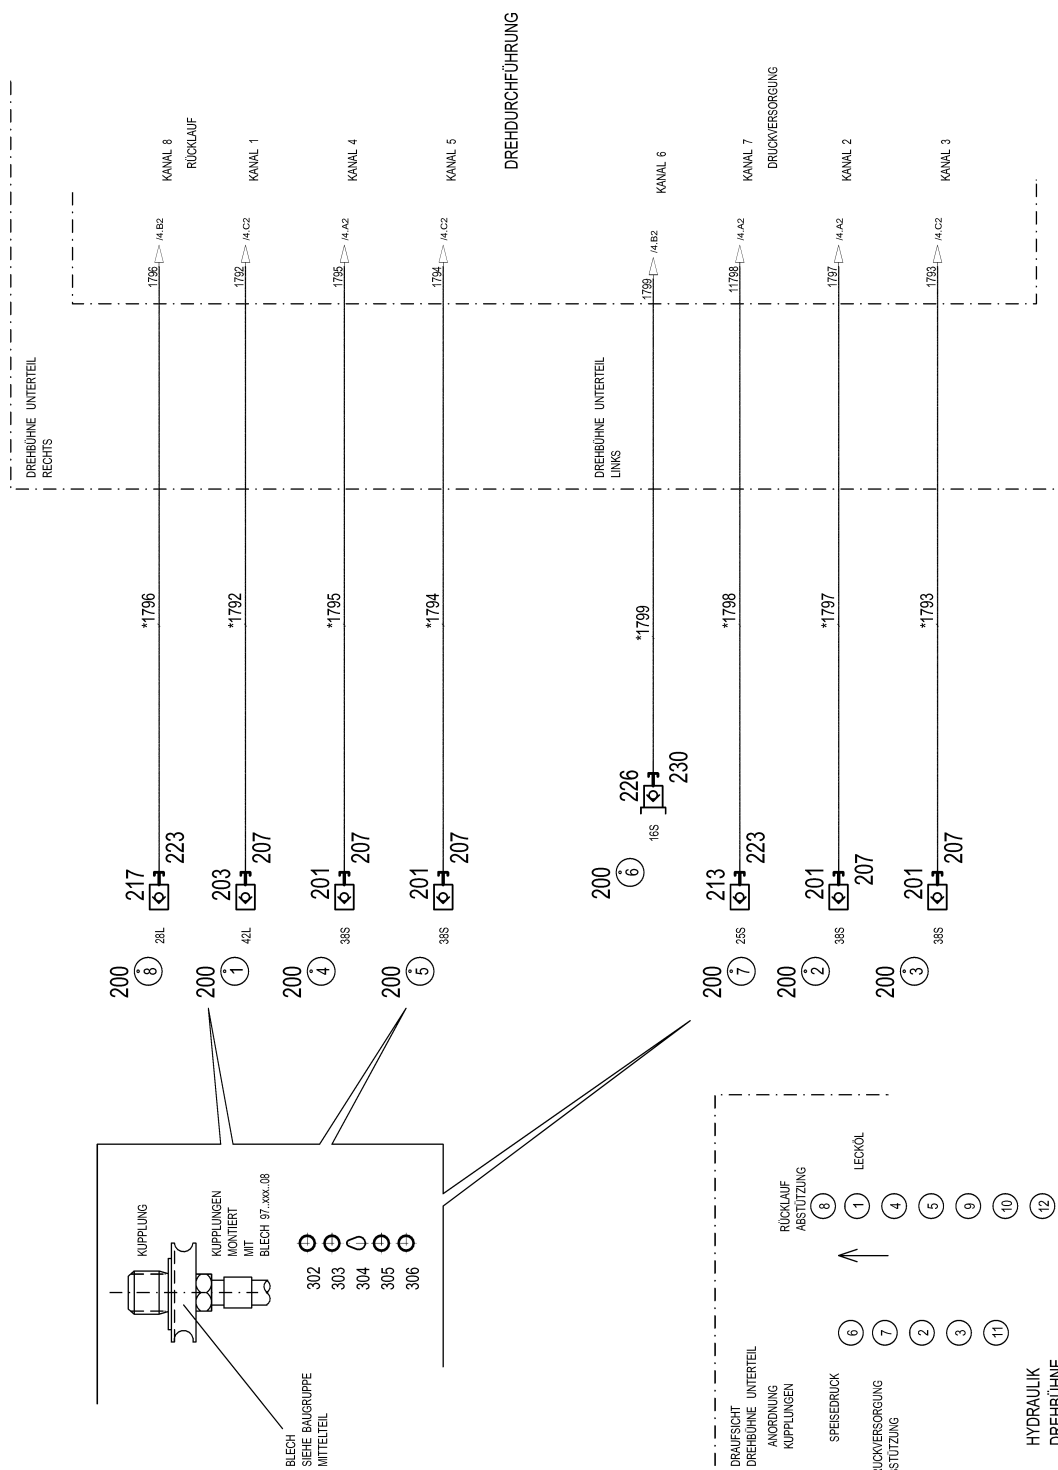 DREHDURCHFÜHRUNG
KANAL 8
RÜCKLAUF
KANAL 1
KANAL 4
KANAL 5
KANAL 6
KANAL 7
DRUCKVERSORGUNG
KANAL 2
KANAL 3
/4.B2
/4.C2
/4.A2
/4.C2
/4.B2
/4.A2
/4.A2
/4.C2
1796
1792
1795
1794
1799
11798
1797
1793
DREHBÜHNE UNTERTEIL
RECHTS
DREHBÜHNE UNTERTEIL
LINKS
*1796
*1792
*1795
*1794
*1799
*1798
*1797
*1793
217
223
203
207
201
207
201
207
226
230
213
223
201
207
201
207
28L
42L
38S
38S
16S
25S
38S
38S
200
8
200
1
200
4
200
5
200
6
200
7
200
2
200
3
KUPPLUNG
KUPPLUNGEN
MONTIERT
MIT
BLECH 97..xxx..08
302
303
304
305
306
BLECH
SIEHE BAUGRUPPE
MITTELTEIL
DRAUFSICHT
DREHBÜHNE UNTERTEIL
ANORDNUNG
KUPPLUNGEN
RÜCKLAUF
ABSTÜTZUNG
LECKÖL
8
1
4
5
9
10
12
SPEISEDRUCK
6
7
2
3
11
RUCKVERSORGUNG
BSTÜTZUNG
HYDRAULIK
DREHBÜHNE